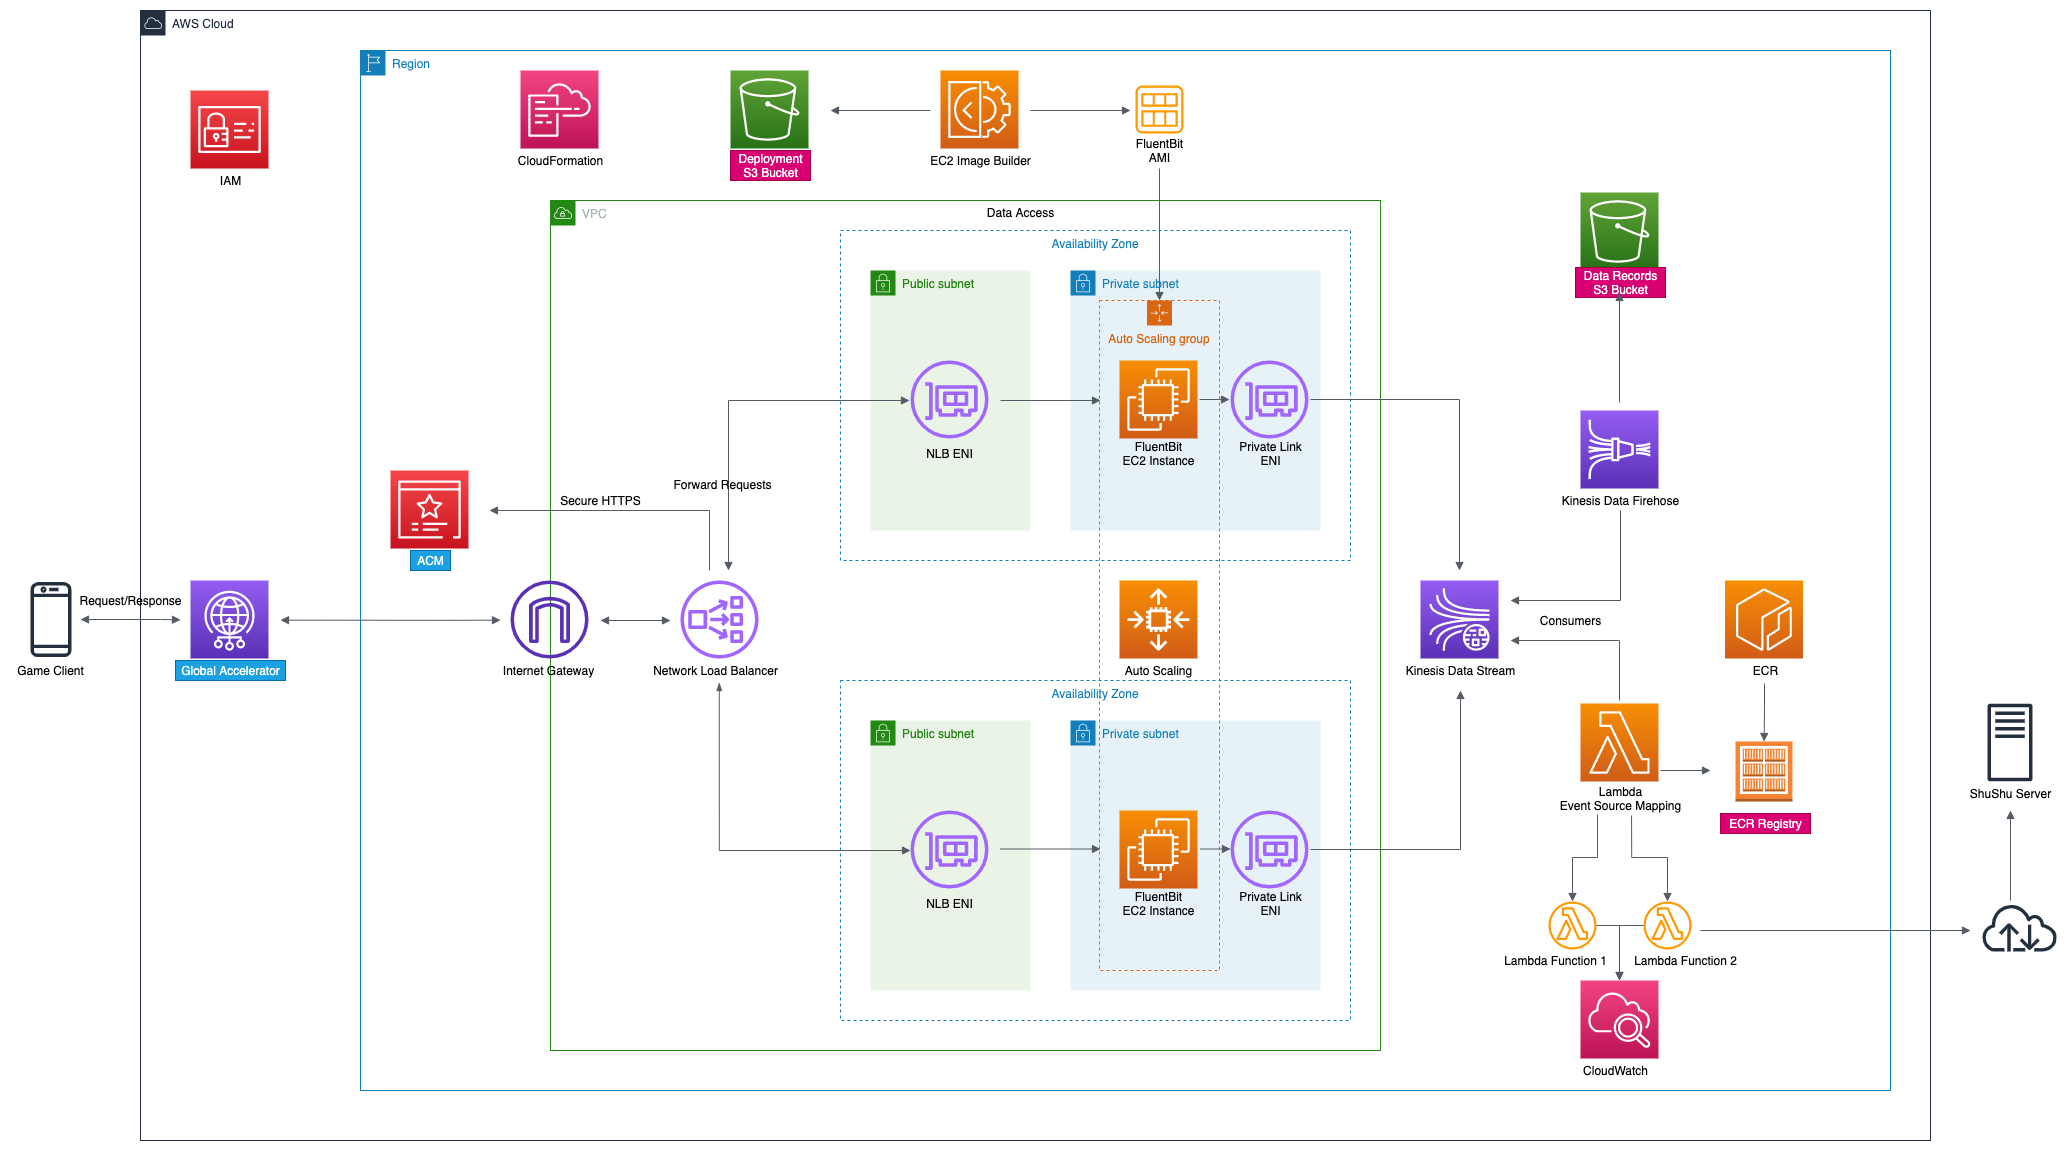 AWS Cloud
Region
IAM
CloudFormation
Deployment
S3 Bucket
EC2 Image Builder
FluentBit
AMI
VPC
Data Access
Availability Zone
Public subnet
Private subnet
Auto Scaling group
NLB ENI
FluentBit
EC2 Instance
Private Link
ENI
Data Records
S3 Bucket
Kinesis Data Firehose
Forward Requests
Secure HTTPS
ACM
Request/Response
Game Client
Global Accelerator
Internet Gateway
Network Load Balancer
Auto Scaling
Kinesis Data Stream
Consumers
ECR
Availability Zone
Public subnet
Private subnet
NLB ENI
FluentBit
EC2 Instance
Private Link
ENI
Lambda
Event Source Mapping
ECR Registry
ShuShu Server
Lambda Function 1
Lambda Function 2
CloudWatch